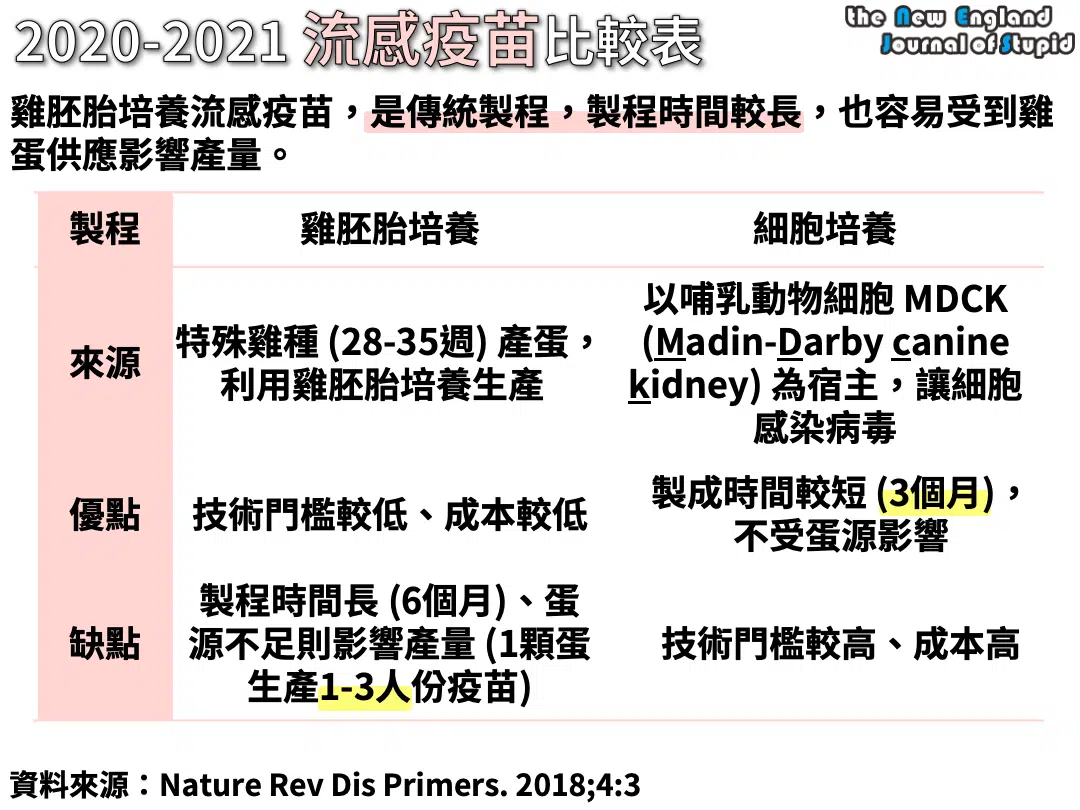 2020-2021 流感疫苗比較表
the New England
Journal of Stupid
雞胚胎培養流感疫苗，是傳統製程，製程時間較長，也容易受到雞
蛋供應影響產量。
製程
雞胚胎培養
細胞培養
來源
特殊雞種 (28-35週) 產蛋，
利用雞胚胎培養生產
以哺乳動物細胞 MDCK
(Madin-Darby canine
kidney) 為宿主，讓細胞
感染病毒
優點
技術門檻較低、成本較低
製成時間較短 (3個月)，
不受蛋源影響
缺點
製程時間長 (6個月)、蛋
源不足則影響產量 (1顆蛋
生產1-3人份疫苗)
技術門檻較高、成本高
資料來源：Nature Rev Dis Primers. 2018;4:3